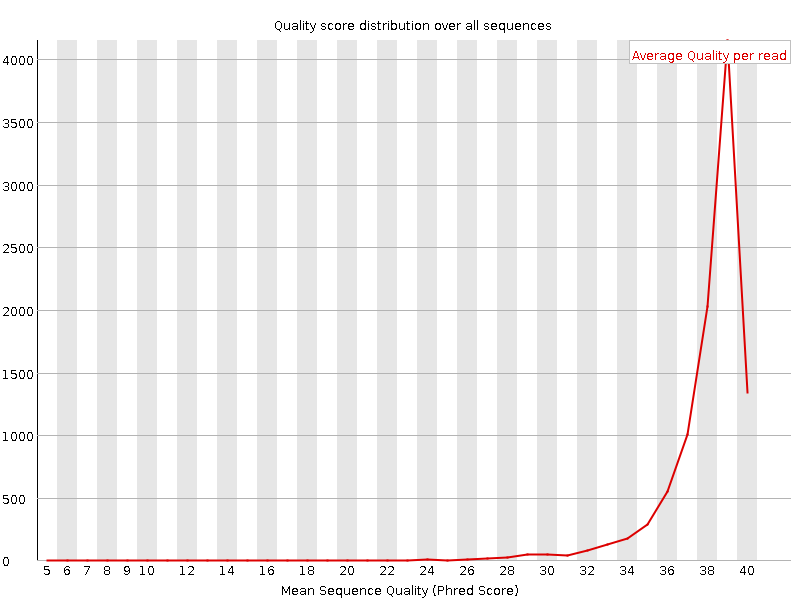 Quality score distribution over all sequences
Average Quality per read
4000
3500
3000
2500
2000
1500
1000
500
0
5 6 7 8 9 10 12 14 16 18 20 22 24 26 28 30 32 34 36 38 40
Mean Sequence Quality (Phred Score)